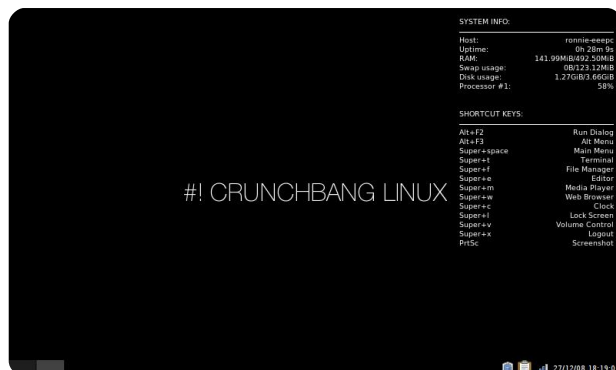 SYSTEM INFO:
Host: ronnie-eeepc
Uptime: 0h 28m 9s
RAM: 141.99MiB/492.50MiB
Swap usage: 0B/123.12MiB
Disk usage: 1.27GiB/3.66GiB
Processor #1: 58%
SHORTCUT KEYS:
Alt+F2 Run Dialog
Alt+F3 Alt Menu
Super+space Main Menu
Super+t Terminal
Super+f File Manager
Super+e Editor
Super+m Media Player
Super+w Web Browser
Super+c Clock
Super+l Lock Screen
Super+v Volume Control
Super+x Logout
PrtSc Screenshot
#! CRUNCHBANG LINUX
27/12/08 18:19:0